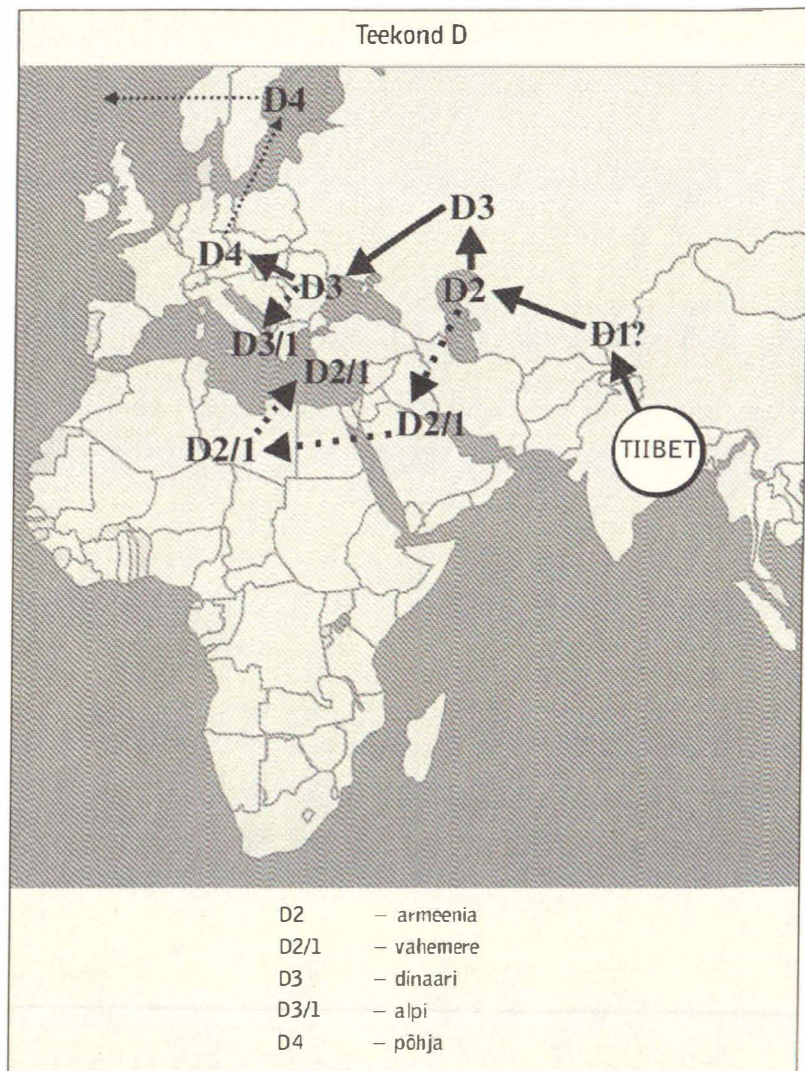 Teekond D
D4
D3
D4
D3
D2
D1?
D3/1
D2/1
D2/1
D2/1
TIIBET
D2 – armeenia
D2/1 – vahemere
D3 – dinaari
D3/1 – alpi
D4 – põhja